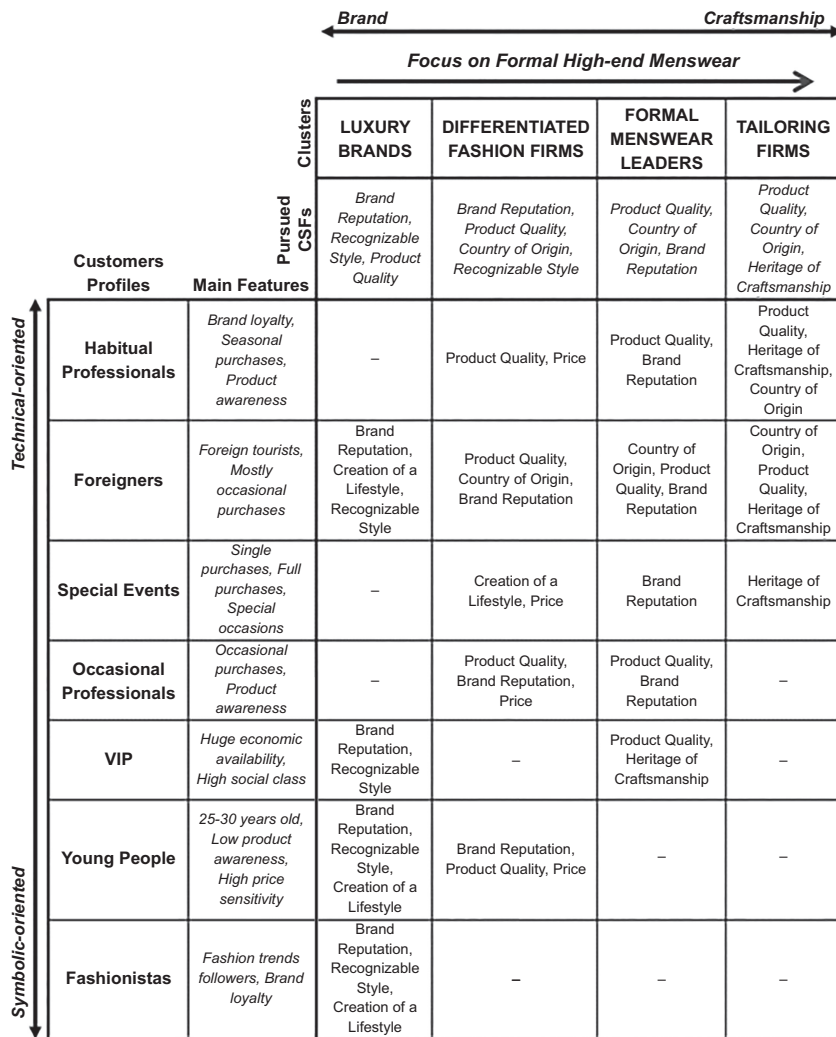 Brand
Craftsmanship
Focus on Formal High-end Menswear
Clusters
LUXURY
BRANDS
DIFFERENTIATED
FASHION FIRMS
FORMAL
MENSWEAR
LEADERS
TAILORING
FIRMS
Customers
Profiles
Main Features
Pursued
CSFs
Brand
Reputation,
Recognizable
Style, Product
Quality
Brand Reputation,
Product Quality,
Country of Origin,
Recognizable Style
Product Quality,
Country of
Origin, Brand
Reputation
Product
Quality,
Country of
Origin,
Heritage of
Craftsmanship
Technical-oriented
Habitual
Professionals
Brand loyalty,
Seasonal
purchases,
Product
awareness
–
Product Quality, Price
Product Quality,
Brand
Reputation
Product
Quality,
Heritage of
Craftsmanship,
Country of
Origin
Foreigners
Foreign tourists,
Mostly
occasional
purchases
Brand
Reputation,
Creation of a
Lifestyle,
Recognizable
Style
Product Quality,
Country of Origin,
Brand Reputation
Country of
Origin, Product
Quality, Brand
Reputation
Country of
Origin,
Product
Quality,
Heritage of
Craftsmanship
Special Events
Single
purchases, Full
purchases,
Special
occasions
–
Creation of a
Lifestyle, Price
Brand
Reputation
Heritage of
Craftsmanship
Occasional
Professionals
Occasional
purchases,
Product
awareness
–
Product Quality,
Brand Reputation,
Price
Product Quality,
Brand
Reputation
–
VIP
Huge economic
availability,
High social class
Brand
Reputation,
Recognizable
Style
–
Product Quality,
Heritage of
Craftsmanship
–
Young People
25-30 years old,
Low product
awareness,
High price
sensitivity
Brand
Reputation,
Recognizable
Style,
Creation of a
Lifestyle
Brand Reputation,
Product Quality, Price
–
–
Symbolic-oriented
Fashionistas
Fashion trends
followers, Brand
loyalty
Brand
Reputation,
Recognizable
Style,
Creation of a
Lifestyle
–
–
–